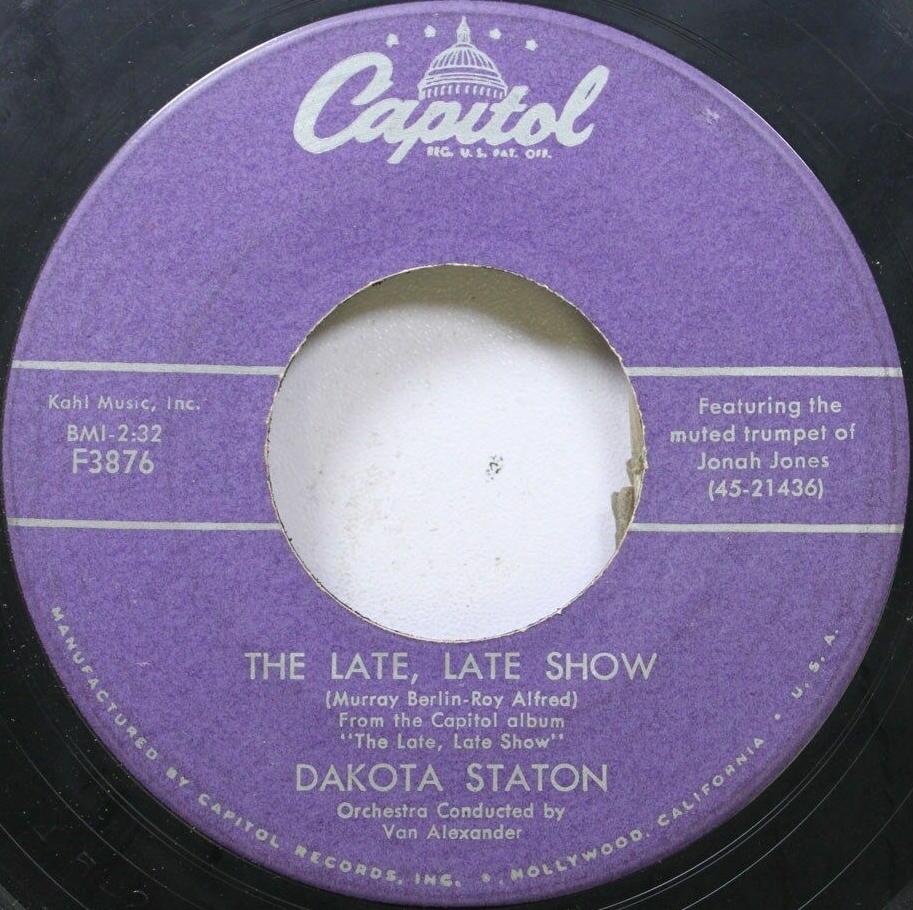 Capitol
REG. U. S. PAT. OFF.
Kahl Music, Inc.
BMI-2:32
F3876
Featuring the
muted trumpet of
Jonah Jones
(45-21436)
THE LATE, LATE SHOW
(Murray Berlin-Roy Alfred)
From the Capitol album
"The Late, Late Show"
DAKOTA STATON
Orchestra Conducted by
Van Alexander
MANUFACTURED BY CAPITOL RECORDS, INC. • HOLLYWOOD, CALIFORNIA • U. S. A.